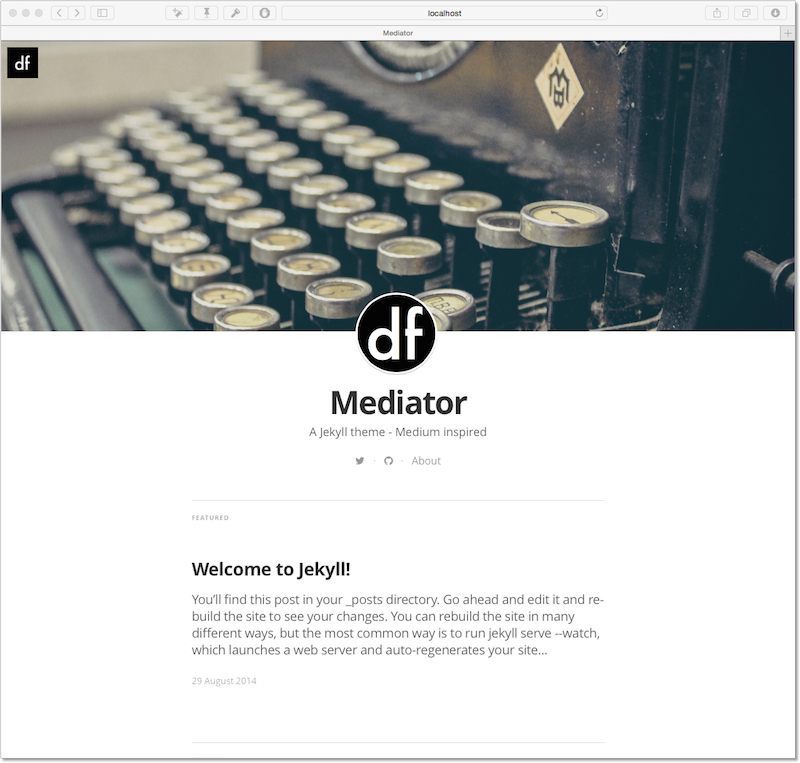 localhost
Mediator
df
df
Mediator
A Jekyll theme - Medium inspired
· · About
FEATURED
Welcome to Jekyll!
You’ll find this post in your _posts directory. Go ahead and edit it and re-
build the site to see your changes. You can rebuild the site in many
different ways, but the most common way is to run jekyll serve --watch,
which launches a web server and auto-regenerates your site...
29 August 2014